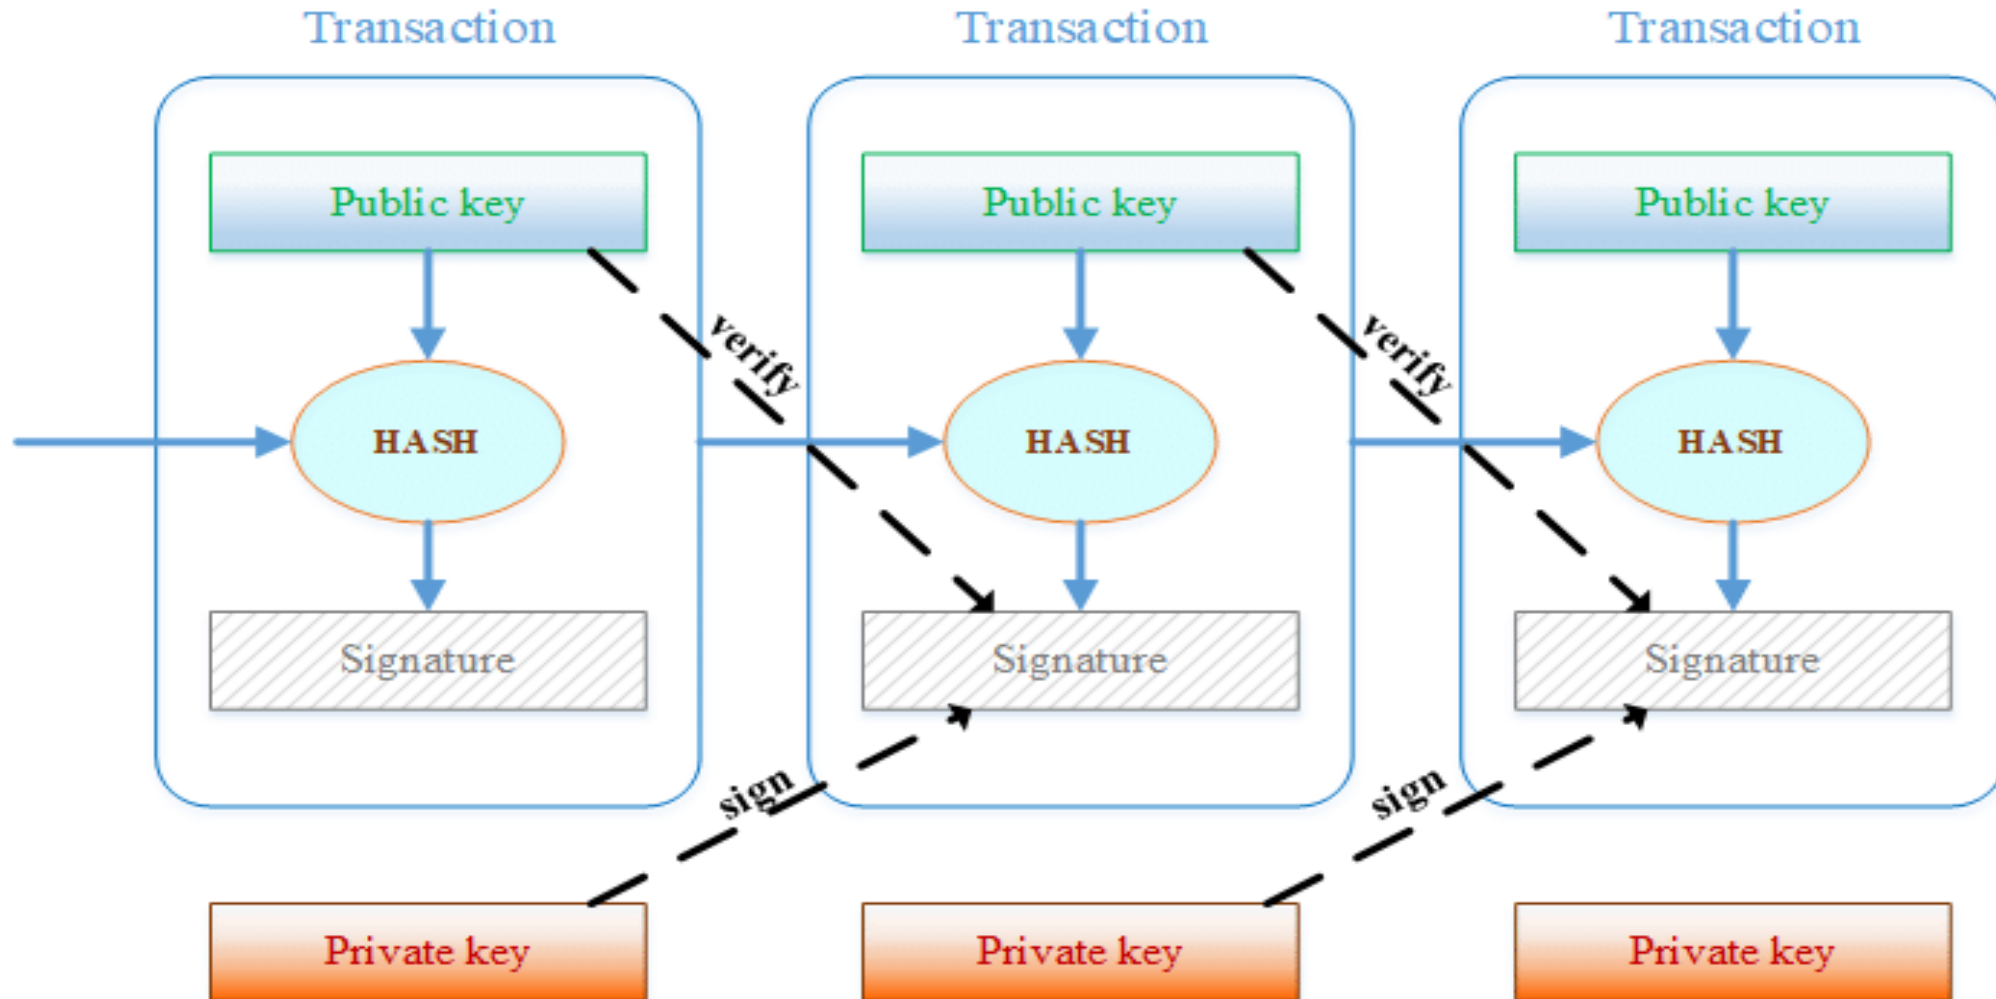 Transaction
Transaction
Transaction
Public key
Public key
Public key
verify
verify
HASH
HASH
HASH
Signature
Signature
Signature
sign
sign
Private key
Private key
Private key